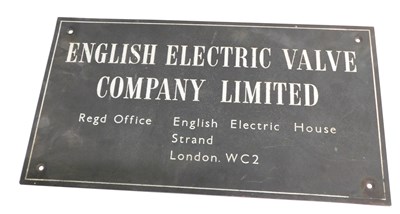 ENGLISH ELECTRIC VALVE
COMPANY LIMITED
Regd Office English Electric House
Strand
London. WC2